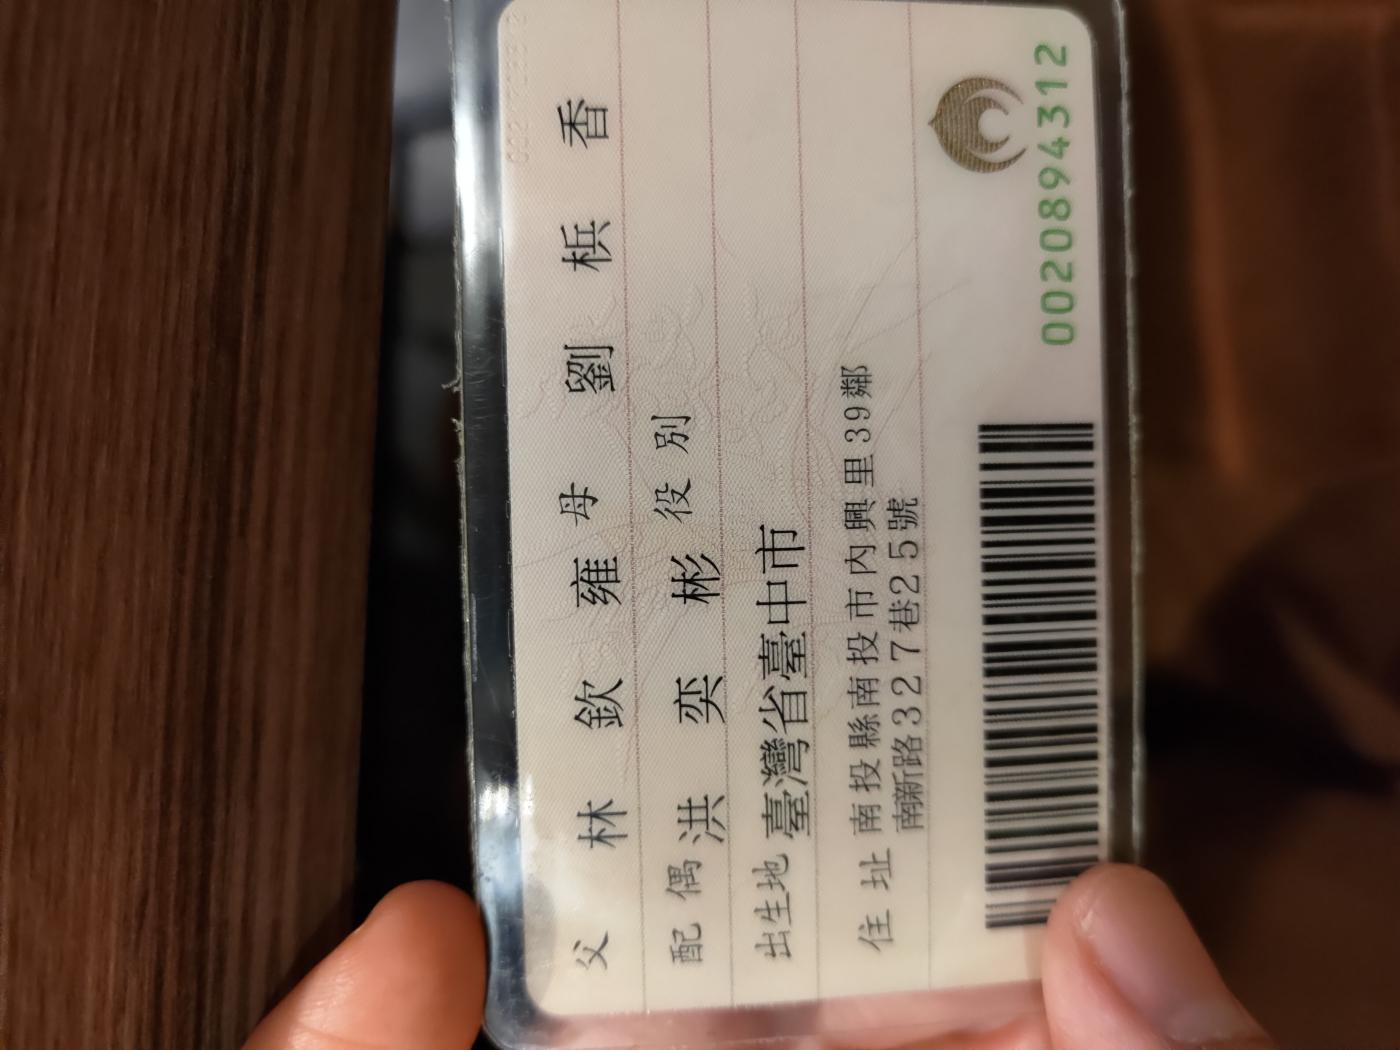 父 林欽雍 母 劉梹香
配偶 洪奕彬 役別
出生地 臺灣省臺中市
住址 南投縣南投市內興里39鄰
南新路327巷25號
0020894312